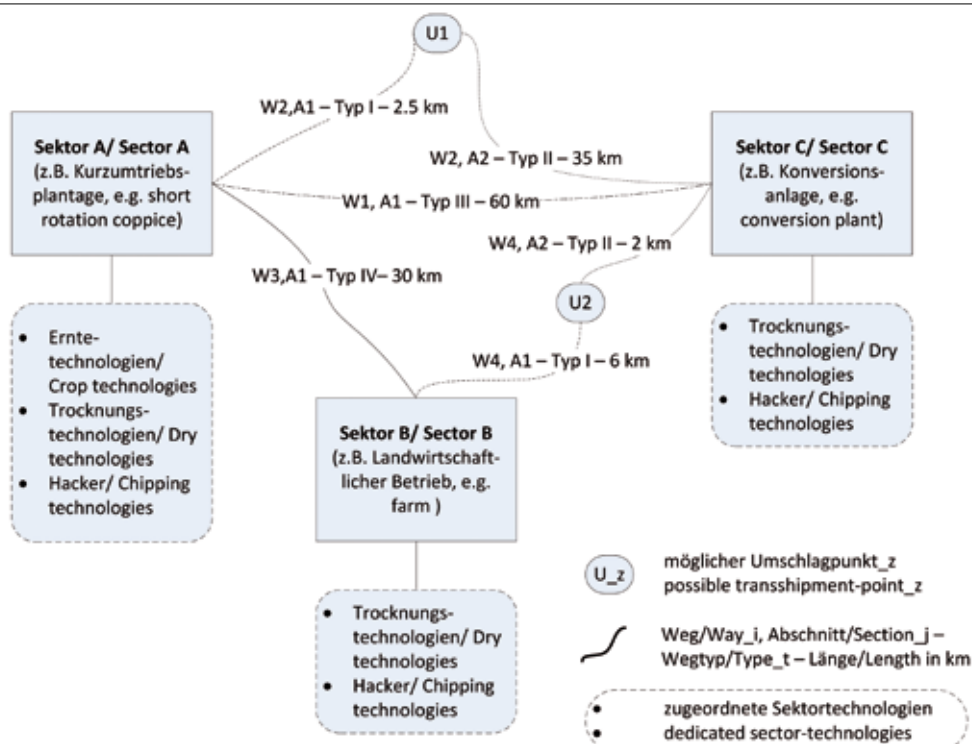 U1
W2,A1 – Typ I – 2.5 km
Sektor A/ Sector A
(z.B. Kurzumtriebs-
plantage, e.g. short
rotation coppice)
W2, A2 – Typ II – 35 km
Sektor C/ Sector C
(z.B. Konversions-
anlage, e.g.
conversion plant)
W1, A1 – Typ III – 60 km
W4, A2 – Typ II – 2 km
W3,A1 – Typ IV– 30 km
U2
• Ernte-
technologien/
Crop technologies
• Trocknungs-
technologien/ Dry
technologies
• Hacker/ Chipping
technologies
• Trocknungs-
technologien/ Dry
technologies
• Hacker/ Chipping
technologies
W4, A1 – Typ I – 6 km
Sektor B/ Sector B
(z.B. Landwirtschaft-
licher Betrieb, e.g.
farm )
• Trocknungs-
technologien/ Dry
technologies
• Hacker/ Chipping
technologies
U_z
möglicher Umschlagpunkt_z
possible transshipment-point_z
Weg/Way_i, Abschnitt/Section_j –
Wegtyp/Type_t – Länge/Length in km
• zugeordnete Sektortechnologien
• dedicated sector-technologies